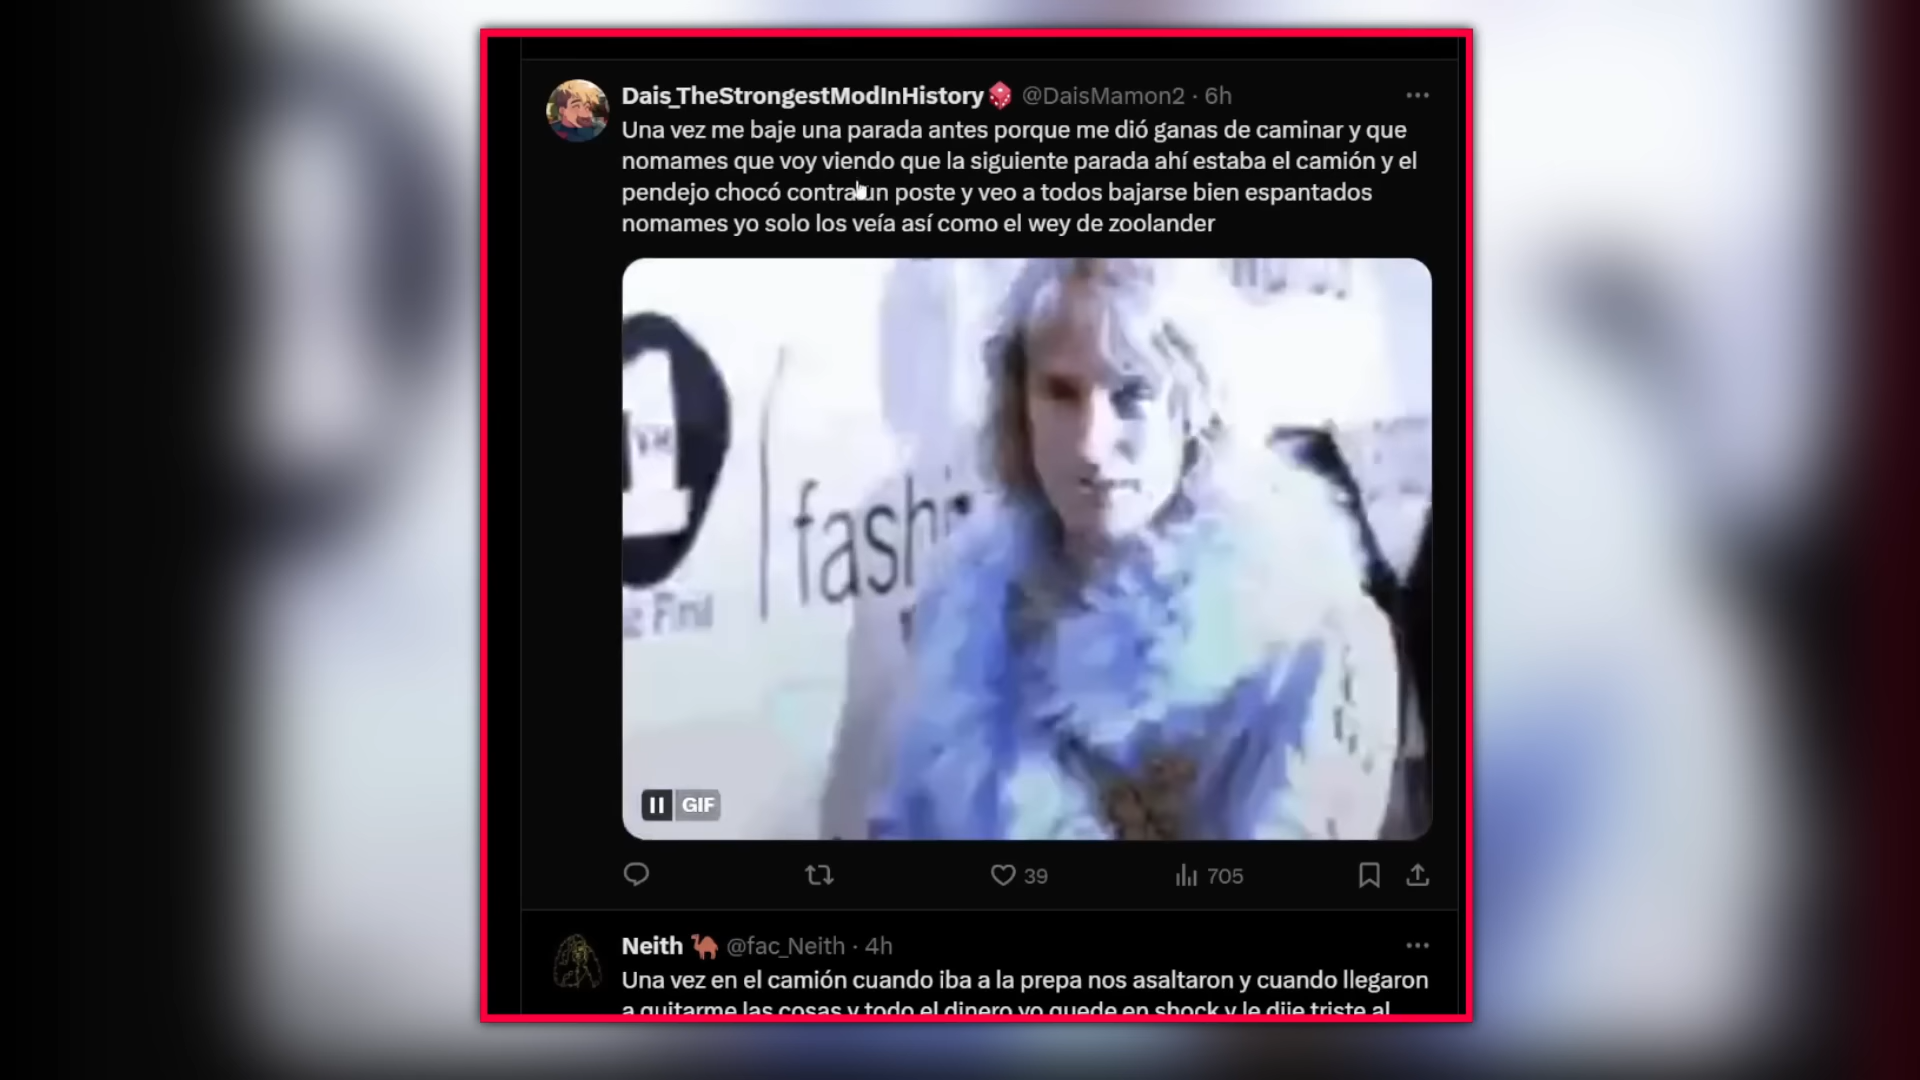 Dais_TheStrongestModInHistory @DaisMamon2 · 6h
Una vez me baje una parada antes porque me dió ganas de caminar y que
nomames que voy viendo que la siguiente parada ahí estaba el camión y el
pendejo chocó contra un poste y veo a todos bajarse bien espantados
nomames yo solo los veía así como el wey de zoolander
1
fashi
GIF
39
705
Neith @fac_Neith · 4h
Una vez en el camión cuando iba a la prepa nos asaltaron y cuando llegaron
a quitarme las cosas y todo el dinero yo quede en shock y le dije triste al